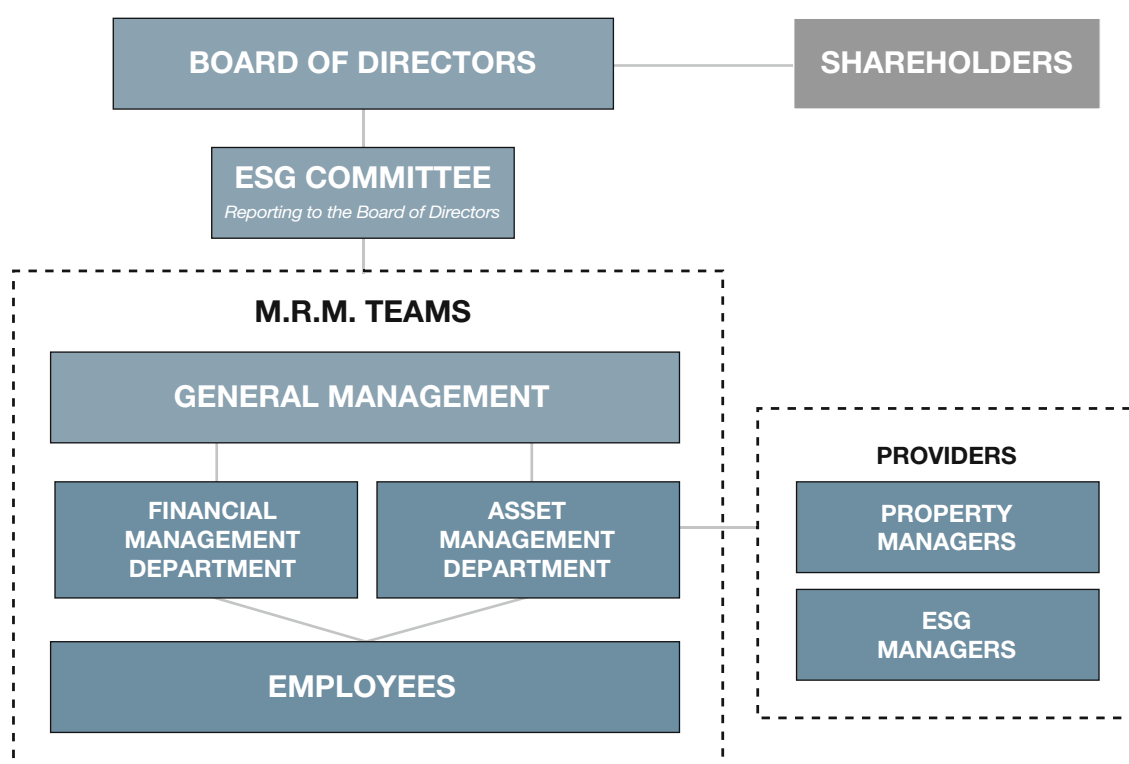 BOARD OF DIRECTORS
SHAREHOLDERS
ESG COMMITTEE
Reporting to the Board of Directors
M.R.M. TEAMS
GENERAL MANAGEMENT
FINANCIAL
MANAGEMENT
DEPARTMENT
ASSET
MANAGEMENT
DEPARTMENT
EMPLOYEES
PROVIDERS
PROPERTY
MANAGERS
ESG
MANAGERS